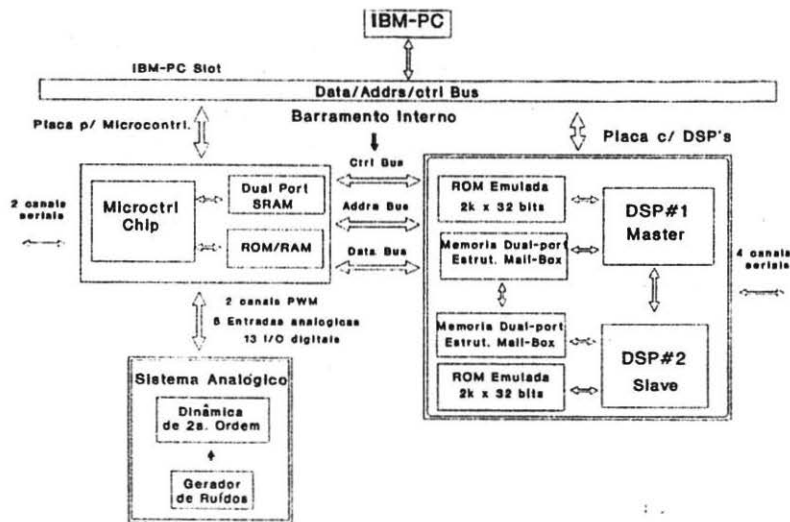 IBM-PC
IBM-PC Slot
Data/Addrs/ctrl Bus
Placa p/ Microcontrl.
Barramento Interno
Placa c/ DSP's
2 canais
seriais
Microctrl
Chip
Dual Port
SRAM
ROM/RAM
Ctrl Bus
Addrs Bus
Data Bus
ROM Emulada
2k x 32 bits
DSP#1
Master
Memoria Dual-port
Estrut. Mail-Box
4 canais
seriais
Memoria Dual-port
Estrut. Mail-Box
DSP#2
Slave
ROM Emulada
2k x 32 bits
2 canais PWM
6 Entradas analogicas
13 I/O digitais
Sistema Analógico
Dinâmica
de 2a. Ordem
Gerador
de Ruídos